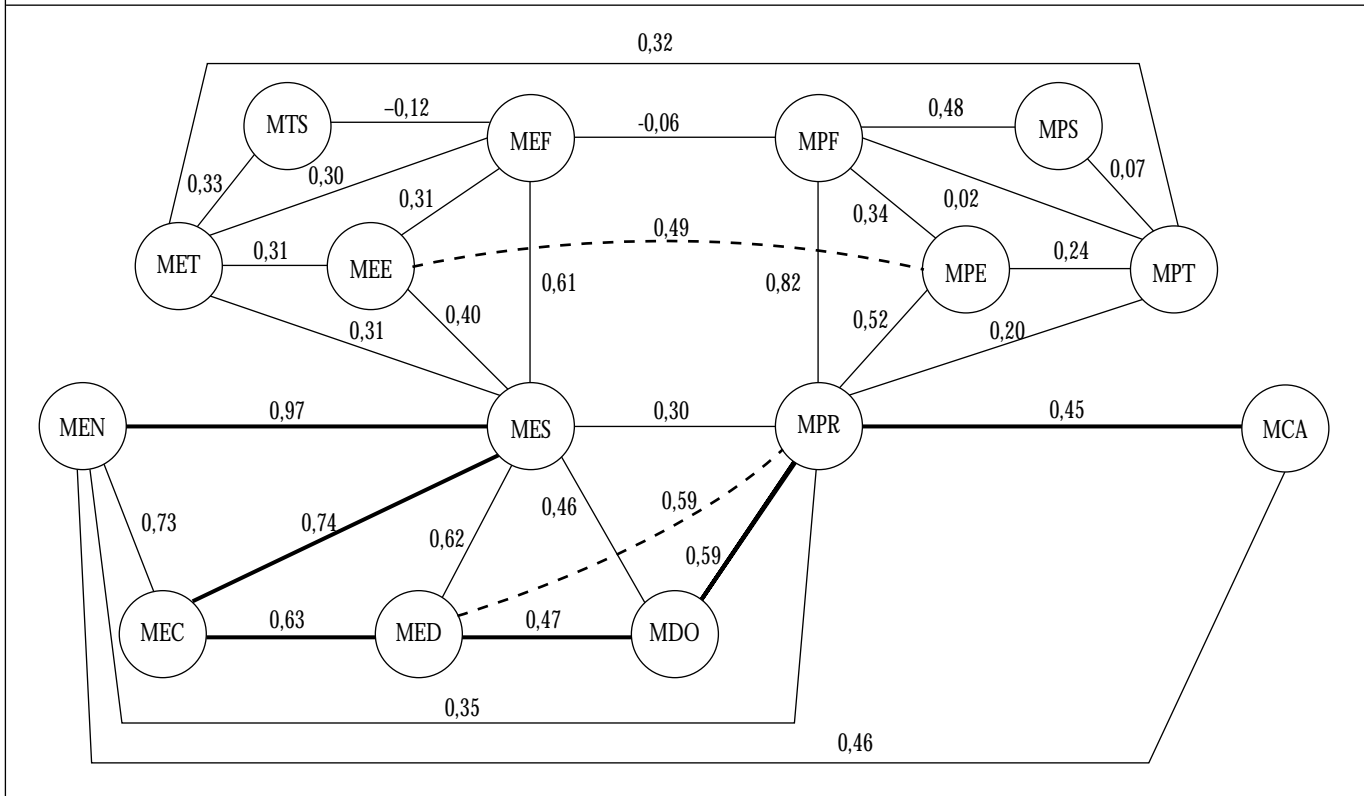 0,32
MTS
–0,12
MEF
-0,06
MPF
0,48
MPS
0,33
0,30
0,31
0,34
0,02
0,07
0,49
MET
0,31
MEE
MPE
0,24
MPT
0,61
0,82
0,40
0,52
0,31
0,20
MEN
0,97
MES
0,30
MPR
0,45
MCA
0,73
0,74
0,62
0,46
0,59
0,59
MEC
0,63
MED
0,47
MDO
0,35
0,46